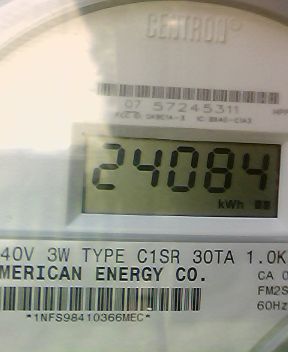 CENTRON®
07 57245311
24084
kWh
40V 3W TYPE C1SR 30TA 1.0K
MERICAN ENERGY CO.
CA 0
FM2S
60Hz
*1NFS98410366MEC*